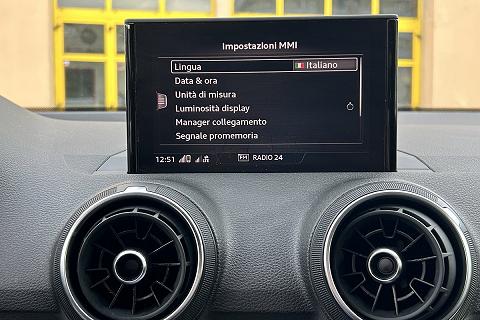 Impostazioni MMI
Lingua Italiano
Data & ora
Unità di misura
Luminosità display
Manager collegamento
Segnale promemoria
12:51 FM RADIO 24